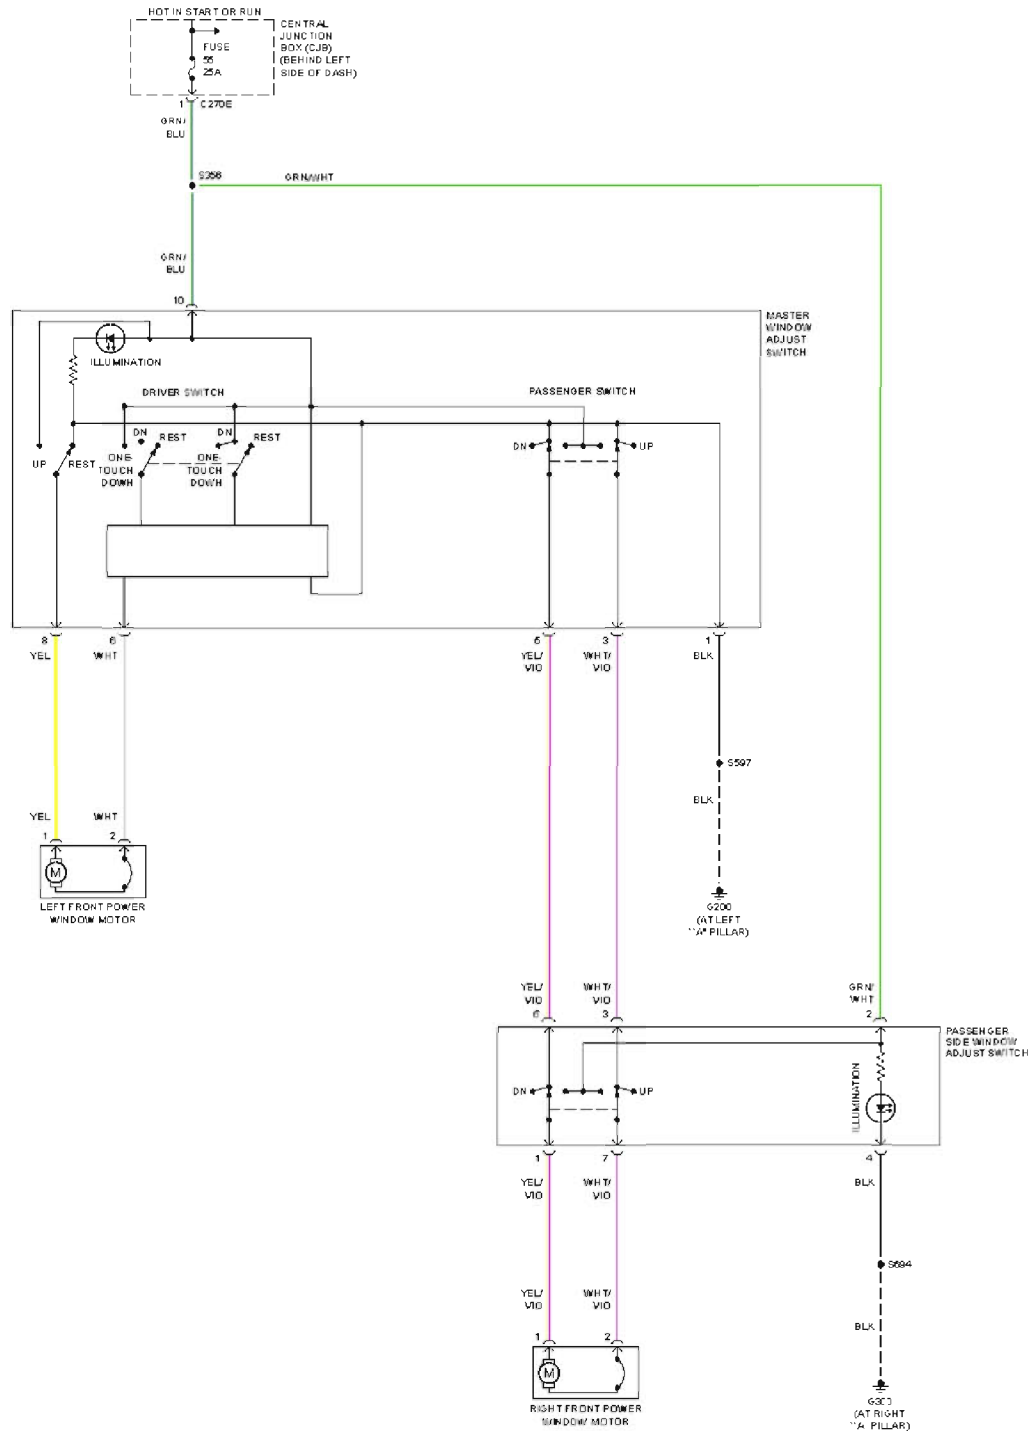 HOT IN START OR RUN
CENTRAL
JUNCTION
BOX (CJB)
(BEHIND LEFT
SIDE OF DASH)
FUSE
25A
1 C270E
GRN/
BLU
GRN/WHT
GRN/
BLU
10
MASTER
WINDOW
ADJUST
SWITCH
ILLUMINATION
DRIVER SWITCH
PASSENGER SWITCH
DN REST
DN REST
DN
UP
UP REST
ONE-
TOUCH
DOWN
ONE-
TOUCH
DOWN
8
6
5
3
1
YEL
WHT
YEL/
VIO
WHT/
VIO
BLK
S597
BLK
YEL
WHT
1
2
M
LEFT FRONT POWER
WINDOW MOTOR
G200
(AT LEFT
"A" PILLAR)
YEL/
VIO
WHT/
VIO
GRN/
WHT
6
3
2
PASSENGER
SIDE WINDOW
ADJUST SWITCH
DN
UP
ILLUMINATION
1
7
4
YEL/
VIO
WHT/
VIO
BLK
S694
YEL/
VIO
WHT/
VIO
BLK
1
2
M
RIGHT FRONT POWER
WINDOW MOTOR
(AT RIGHT
"A" PILLAR)